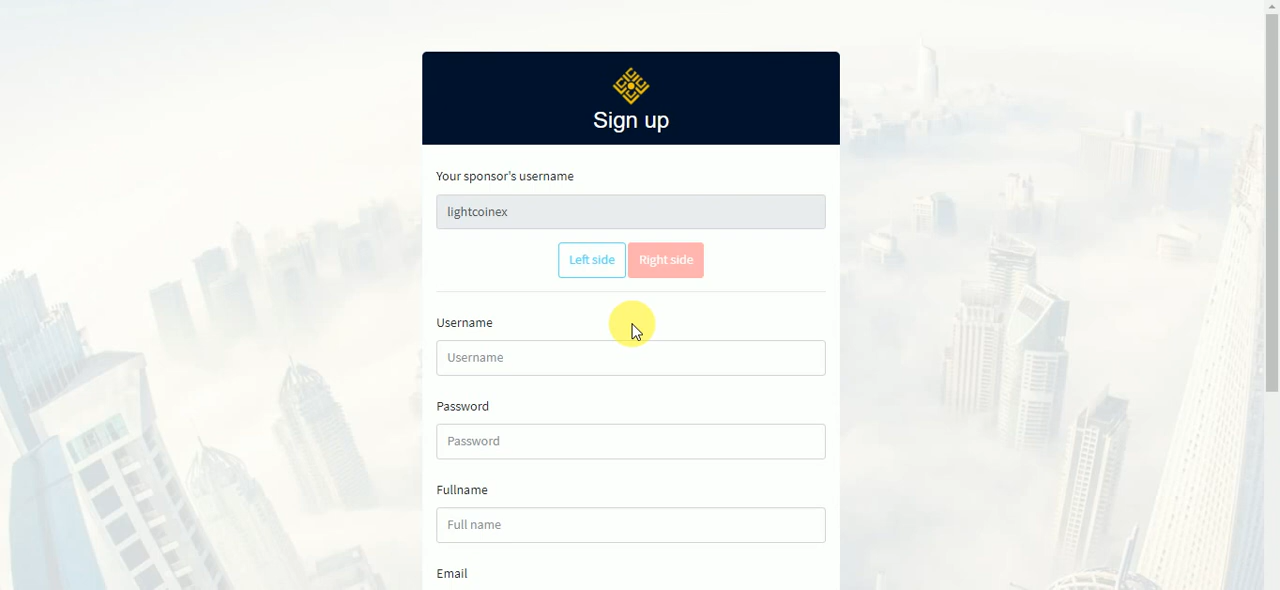 Sign up
Your sponsor's username
lightcoinex
Left side Right side
Username
Username
Password
Password
Fullname
Full name
Email